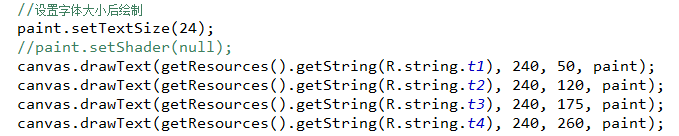 //设置字体大小后绘制
paint.setTextSize(24);
//paint.setShader(null);
canvas.drawText(getResources().getString(R.string.t1), 240, 50, paint);
canvas.drawText(getResources().getString(R.string.t2), 240, 120, paint);
canvas.drawText(getResources().getString(R.string.t3), 240, 175, paint);
canvas.drawText(getResources().getString(R.string.t4), 240, 260, paint);